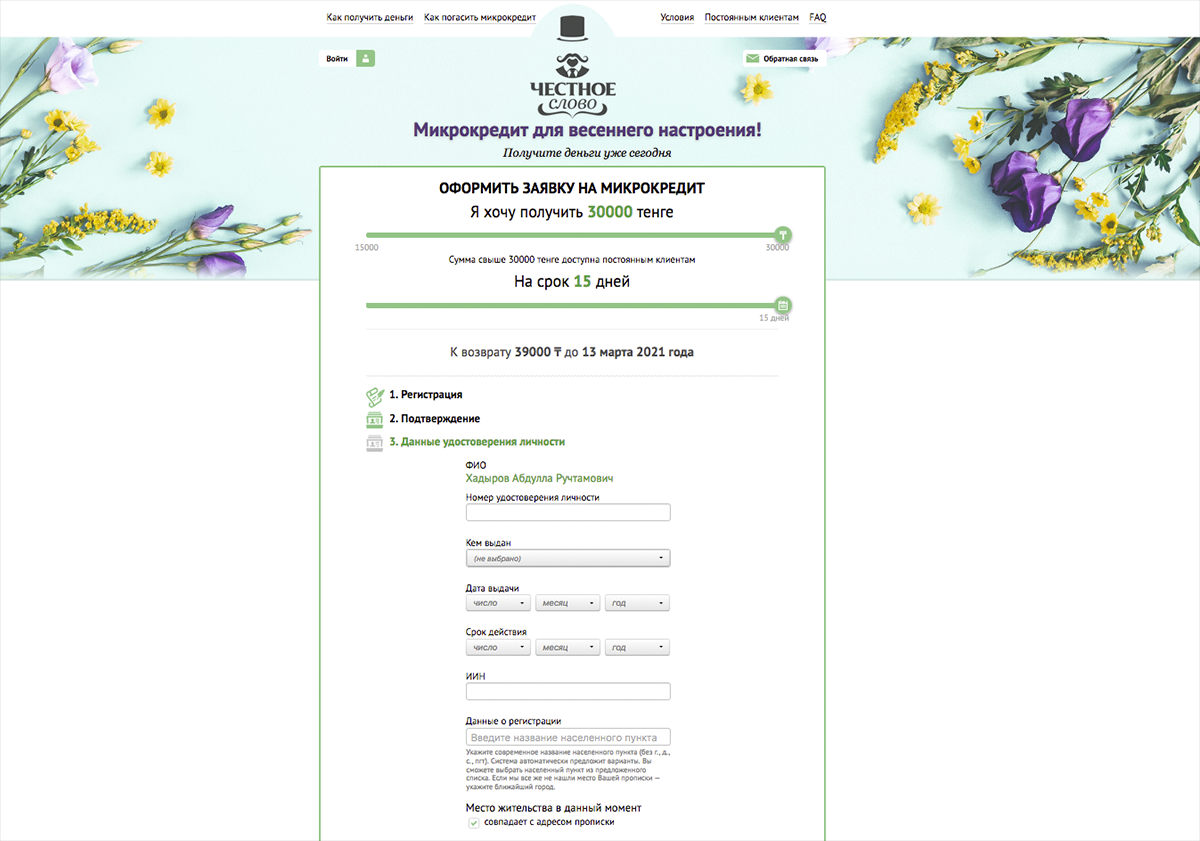 Как получить деньги Как погасить микрокредит Условия Постоянным клиентам FAQ
Войти Обратная связь
ЧЕСТНОЕ
СЛОВО
Микрокредит для весеннего настроения!
Получите деньги уже сегодня
ОФОРМИТЬ ЗАЯВКУ НА МИКРОКРЕДИТ
Я хочу получить 30000 тенге
15000 30000
Сумма свыше 30000 тенге доступна постоянным клиентам
На срок 15 дней
15 дней
К возврату 39000 ₸ до 13 марта 2021 года
1. Регистрация
2. Подтверждение
3. Данные удостоверения личности
ФИО
Хадыров Абдулла Ручтамович
Номер удостоверения личности
Кем выдан
(не выбрано)
Дата выдачи
число месяц год
Срок действия
число месяц год
ИИН
Данные о регистрации
Введите название населенного пункта
Укажите современное название населенного пункта (без г., д.,
с., пгт). Система автоматически предложит варианты. Вы
сможете выбрать населенный пункт из предложенного
списка. Если мы все же не нашли место Вашей прописки —
укажите ближайший город.
Место жительства в данный момент
совпадает с адресом прописки